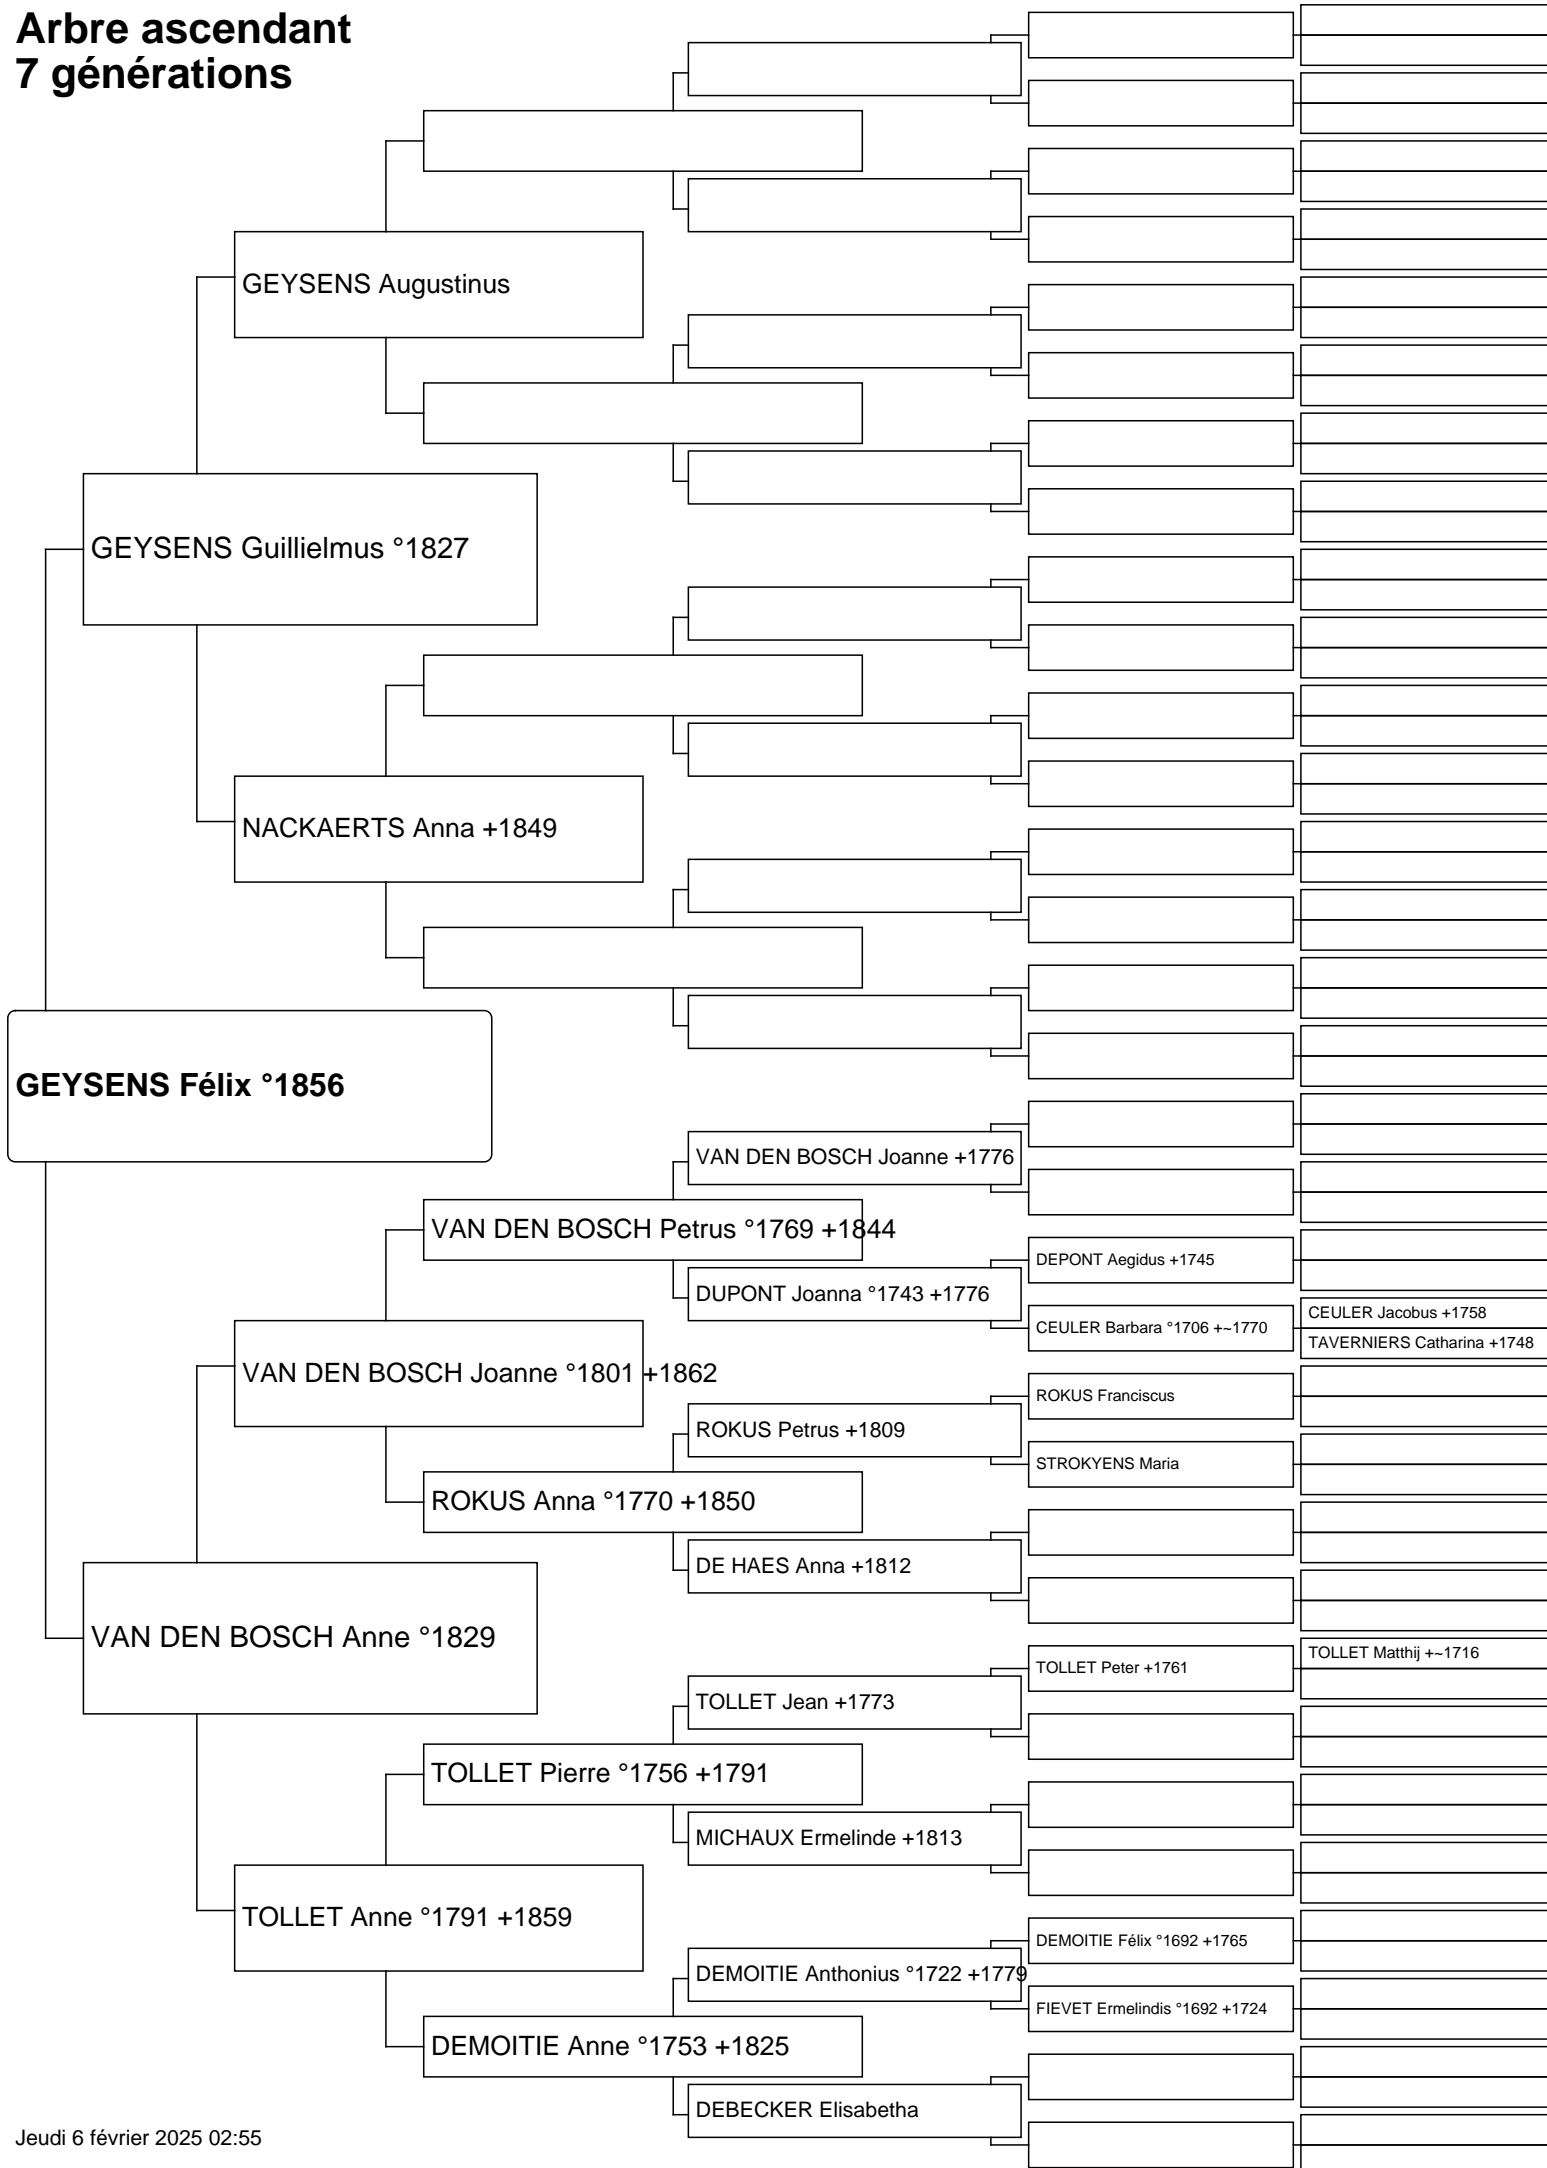 Arbre ascendant
7 générations
GEYSENS Augustinus
GEYSENS Guillielmus °1827
NACKAERTS Anna +1849
GEYSENS Félix °1856
VAN DEN BOSCH Joanne +1776
VAN DEN BOSCH Petrus °1769 +1844
DEPONT Aegidus +1745
DUPONT Joanna °1743 +1776
CEULER Jacobus +1758
CEULER Barbara °1706 +~1770
TAVERNIERS Catharina +1748
VAN DEN BOSCH Joanne °1801 +1862
ROKUS Franciscus
ROKUS Petrus +1809
STROKYENS Maria
ROKUS Anna °1770 +1850
DE HAES Anna +1812
VAN DEN BOSCH Anne °1829
TOLLET Matthij +~1716
TOLLET Peter +1761
TOLLET Jean +1773
TOLLET Pierre °1756 +1791
MICHAUX Ermelinde +1813
TOLLET Anne °1791 +1859
DEMOITIE Félix °1692 +1765
DEMOITIE Anthonius °1722 +1779
FIEVET Ermelindis °1692 +1724
DEMOITIE Anne °1753 +1825
DEBECKER Elisabetha
Jeudi 6 février 2025 02:55